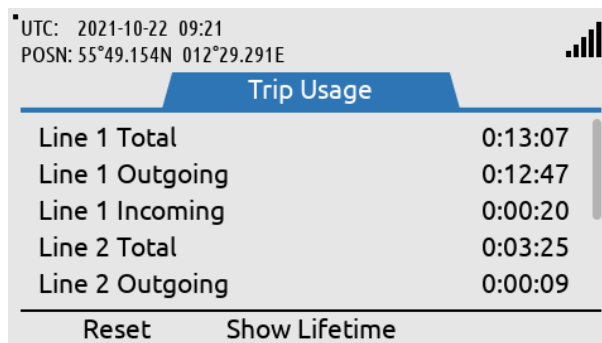 UTC: 2021-10-22 09:21
POSN: 55°49.154N 012°29.291E
Trip Usage
Line 1 Total 0:13:07
Line 1 Outgoing 0:12:47
Line 1 Incoming 0:00:20
Line 2 Total 0:03:25
Line 2 Outgoing 0:00:09
Reset Show Lifetime